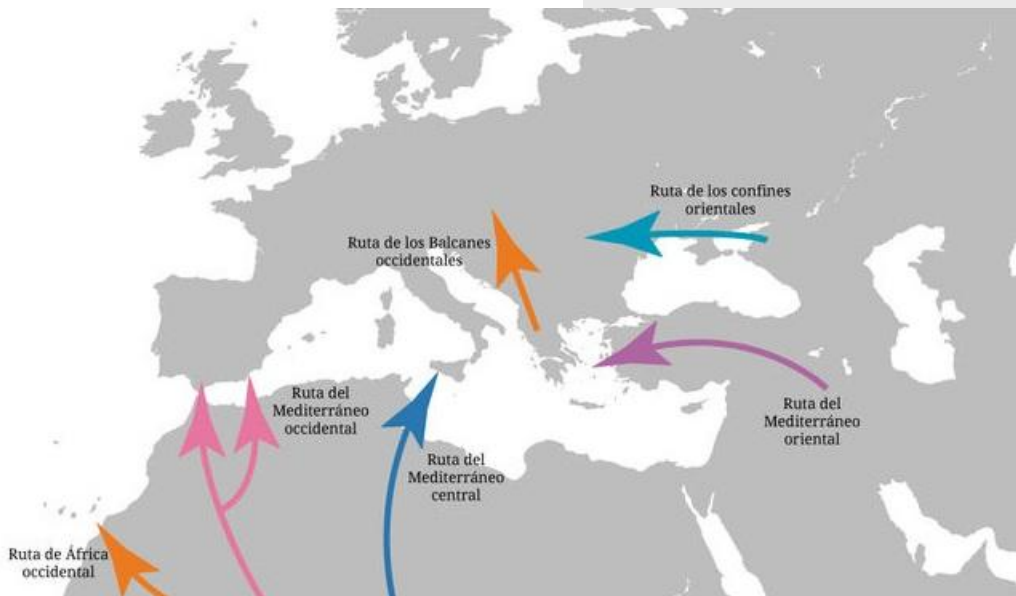 Ruta de los confines
orientales
Ruta de los Balcanes
occidentales
Ruta del
Mediterráneo
occidental
Ruta del
Mediterráneo
oriental
Ruta del
Mediterráneo
central
Ruta de África
occidental